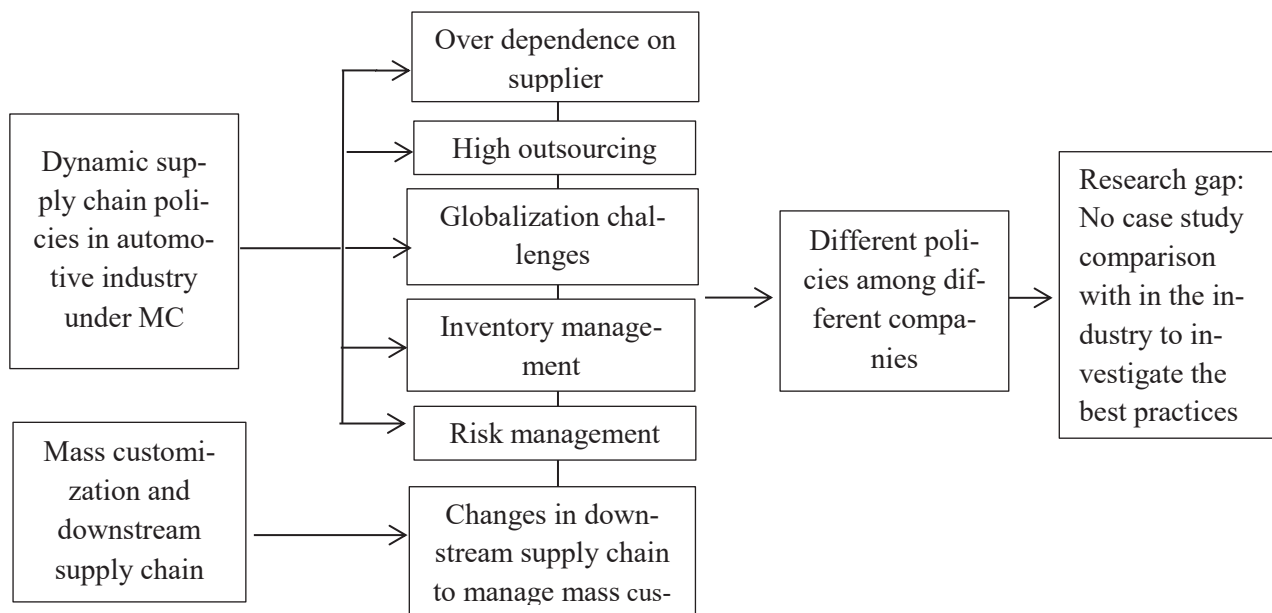 Dynamic sup-
ply chain poli-
cies in automo-
tive industry
under MC
Mass customi-
zation and
downstream
supply chain
Over dependence on
supplier
High outsourcing
Globalization chal-
lenges
Inventory manage-
ment
Risk management
Changes in down-
stream supply chain
to manage mass cus-
Different poli-
cies among dif-
ferent compa-
nies
Research gap:
No case study
comparison
with in the in-
dustry to in-
vestigate the
best practices